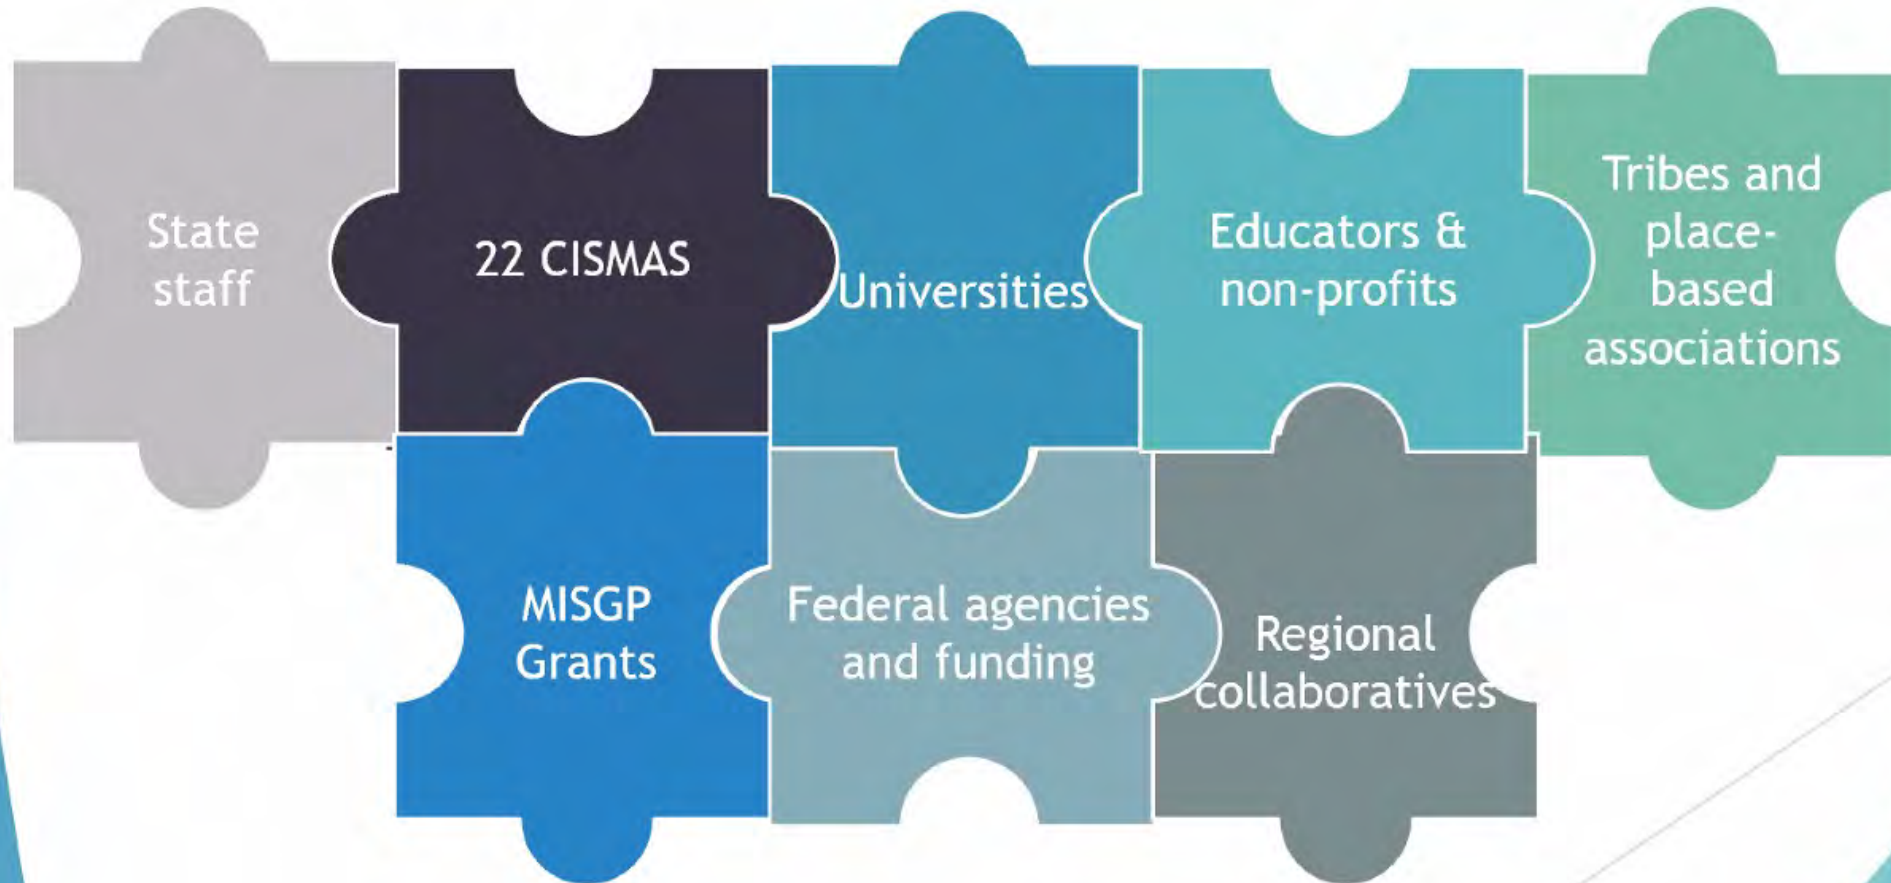 State
staff
22 CISMAS
Universities
Educators &
non-profits
Tribes and
place-
based
associations
MISGP
Grants
Federal agencies
and funding
Regional
collaboratives